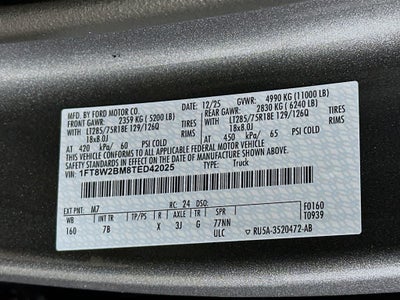 MFD. BY FORD MOTOR CO.
DATE: 12/25 GVWR: 4990 KG (11000 LB)
FRONT GAWR: 2359 KG (5200 LB) REAR GAWR: 2830 KG (6240 LB)
WITH LT285/75R18E 129/126Q TIRES WITH LT285/75R18E 129/126Q TIRES
18x8.0J RIMS 18x8.0J RIMS
AT 420 kPa/ 60 PSI COLD AT 450 kPa/ 65 PSI COLD
THIS VEHICLE CONFORMS TO ALL APPLICABLE FEDERAL MOTOR VEHICLE
SAFETY STANDARDS IN EFFECT ON THE DATE OF MANUFACTURE SHOWN ABOVE.
VIN: 1FT8W2BM8TED42025
TYPE: Truck
EXT PNT: M7 RC: 24 DSO: F0160
WB INT TR TP/PS R AXLE TR SPR T0939
160 7B X 3J G 77NN
ULC RU5A-3520472-AB